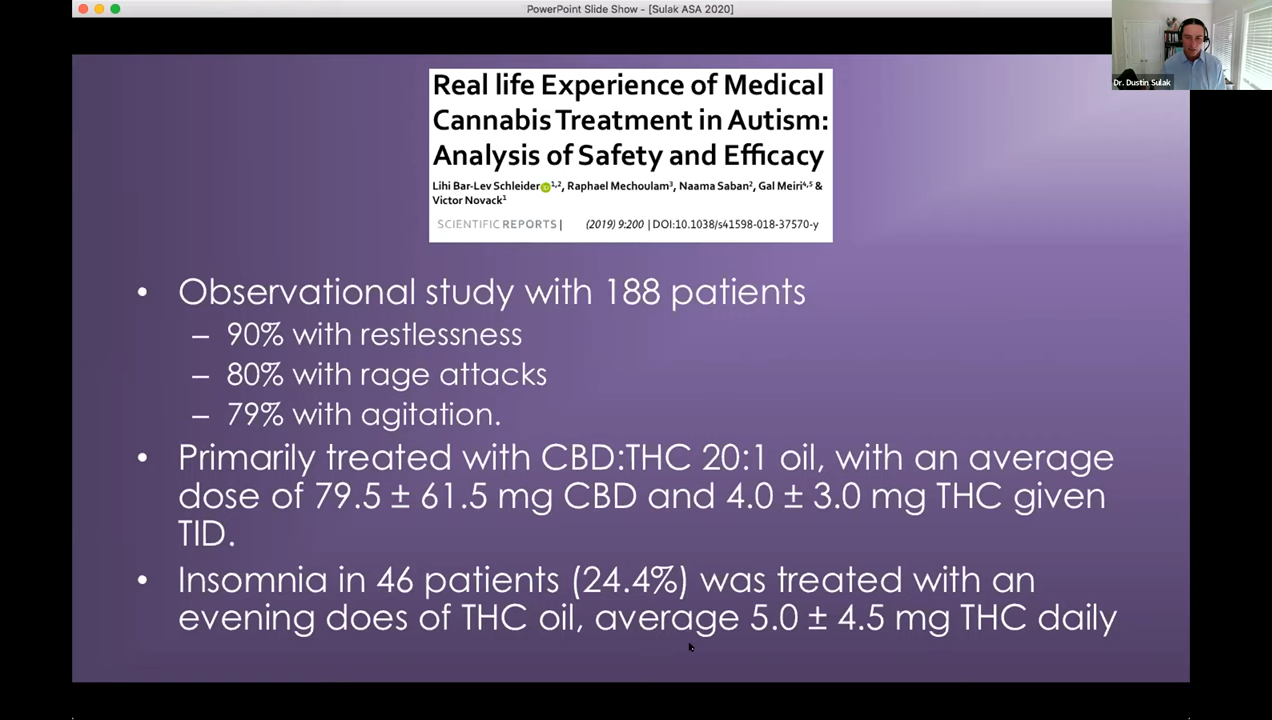 PowerPoint Slide Show - [Sulak ASA 2020]
Dr. Dustin Sulak
Real life Experience of Medical
Cannabis Treatment in Autism:
Analysis of Safety and Efficacy
Lihi Bar-Lev Schleider 1,2, Raphael Mechoulam3, Naama Saban2, Gal Meiri4,5 &
Victor Novack1
SCIENTIFIC REPORTS | (2019) 9:200 | DOI:10.1038/s41598-018-37570-y
• Observational study with 188 patients
– 90% with restlessness
– 80% with rage attacks
– 79% with agitation.
• Primarily treated with CBD:THC 20:1 oil, with an average
dose of 79.5 ± 61.5 mg CBD and 4.0 ± 3.0 mg THC given
TID.
• Insomnia in 46 patients (24.4%) was treated with an
evening does of THC oil, average 5.0 ± 4.5 mg THC daily